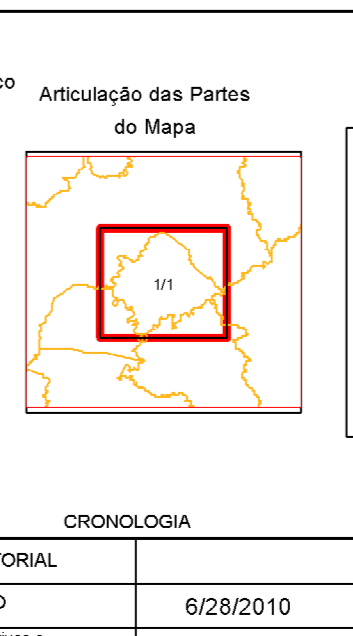 co
Articulação das Partes
do Mapa
1/1
CRONOLOGIA
TORIAL
O
6/28/2010